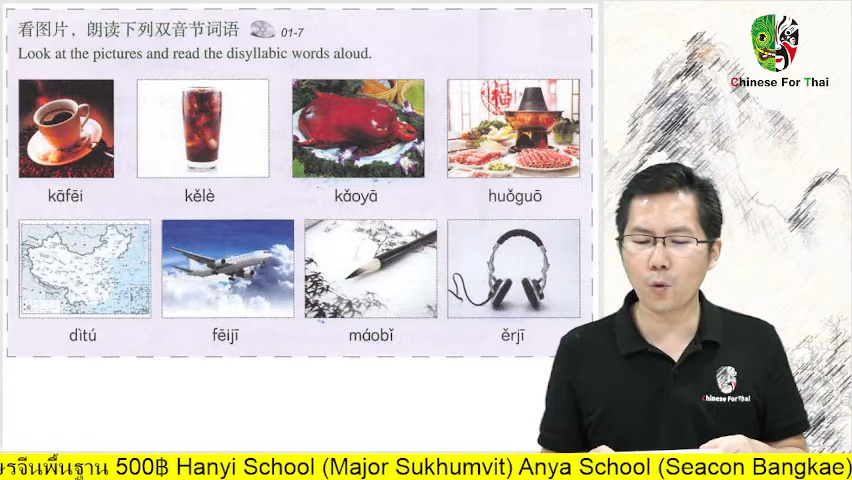 看图片，朗读下列双音节词语 01-7
Look at the pictures and read the disyllabic words aloud.
kāfēi kělè kǎoyā huǒguō
dìtú fēijī máobǐ ěrjī
Chinese For Thai
Chinese For Thai
รจีนพื้นฐาน 500฿ Hanyi School (Major Sukhumvit) Anya School (Seacon Bangkae)